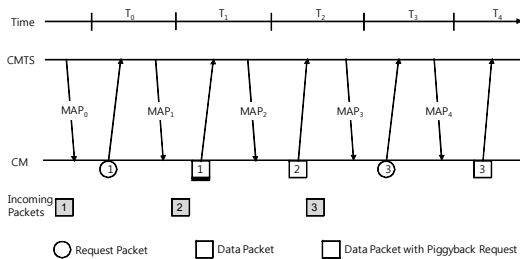 Time T₀ T₁ T₂ T₃ T₄
CMTS
MAP₀ MAP₁ MAP₂ MAP₃ MAP₄
CM 1 1 2 3 3
Incoming
Packets
1 2 3
Request Packet Data Packet Data Packet with Piggyback Request